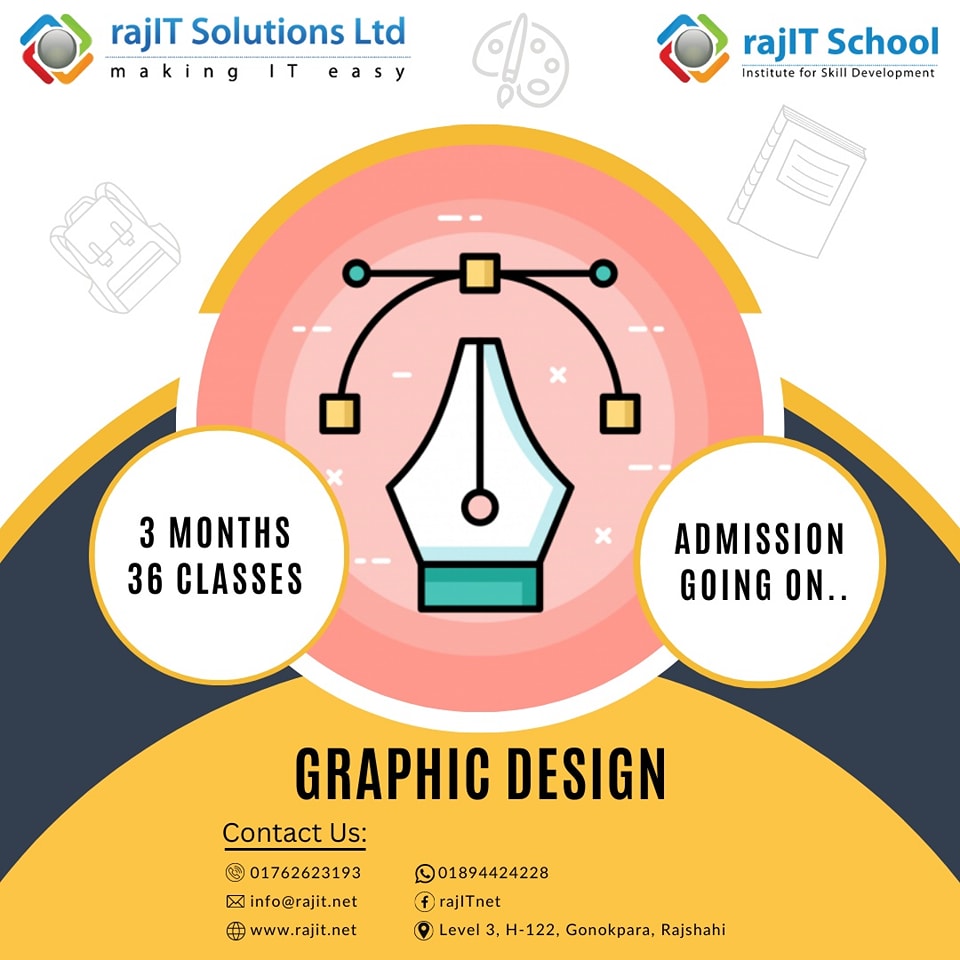 rajIT Solutions Ltd
making IT easy
rajIT School
Institute for Skill Development
3 MONTHS
36 CLASSES
ADMISSION
GOING ON..
GRAPHIC DESIGN
Contact Us:
01762623193
01894424228
info@rajit.net
rajITnet
www.rajit.net
Level 3, H-122, Gonokpara, Rajshahi